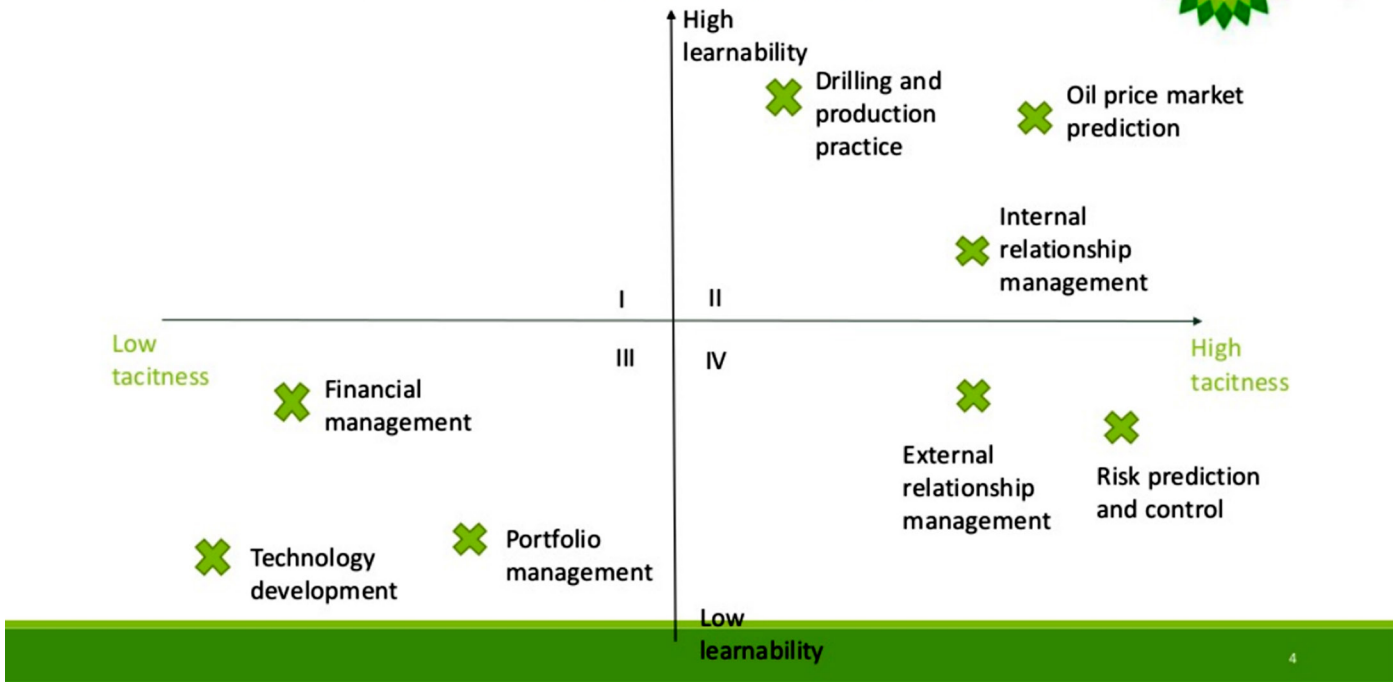 High
learnability
Drilling and
production
practice
Oil price market
prediction
Internal
relationship
management
I
II
Low
tacitness
III
IV
High
tacitness
Financial
management
External
relationship
management
Risk prediction
and control
Technology
development
Portfolio
management
Low
learnability
4